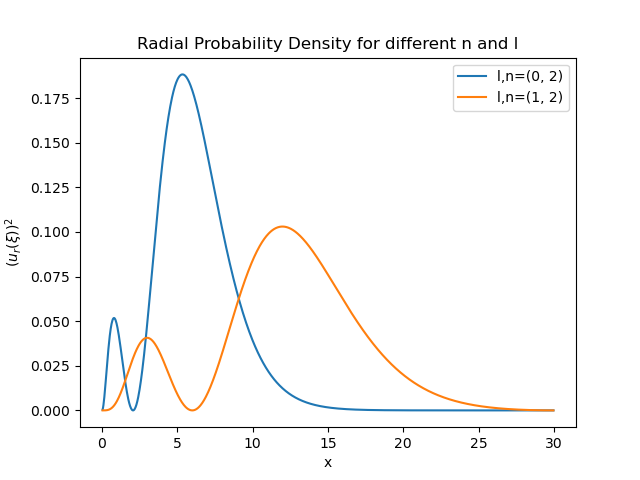 Radial Probability Density for different n and l
l,n=(0, 2)
l,n=(1, 2)
(u_r(ξ))²
0.175
0.150
0.125
0.100
0.075
0.050
0.025
0.000
0 5 10 15 20 25 30
x